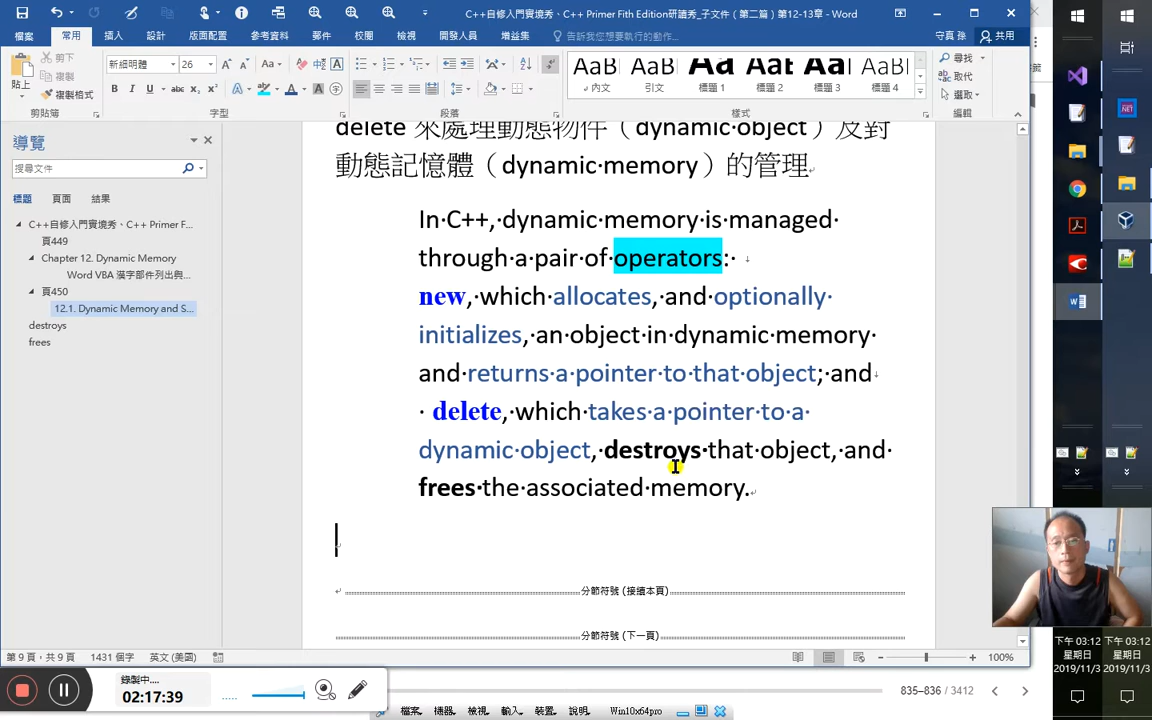 C++自修入門實境秀、C++ Primer Fith Edition研讀秀_子文件（第二篇）第12-13章 - Word
檔案 常用 插入 設計 版面配置 參考資料 郵件 校閱 檢視 開發人員 增益集 告訴我您想要執行的動作... 守真 孫 共用
貼上 剪下 複製 複製格式 剪貼簿
新細明體 26 字型
段落
AaB 內文 AaB 標題 1 AaB 標題 2 AaB 標題 3 AaB 標題 4 樣式
尋找 取代 選取 編輯
導覽
搜尋文件
標題 頁面 結果
C++自修入門實境秀、C++ Primer F...
頁449
Chapter 12. Dynamic Memory
Word VBA 漢字部件列出與...
頁450
12.1. Dynamic Memory and S...
destroys
frees
delete 來處理動態物件（dynamic object）及對
動態記憶體（dynamic memory）的管理
In C++, dynamic memory is managed
through a pair of operators:
new, which allocates, and optionally
initializes, an object in dynamic memory
and returns a pointer to that object; and
delete, which takes a pointer to a
dynamic object, destroys that object, and
frees the associated memory.
分節符號 (接續本頁)
分節符號 (下一頁)
第 9 頁，共 9 頁 1431 個字 英文 (美國) 100%
錄製中...
02:17:39
835–836 / 3412
檔案 機器 檢視 輸入 裝置 說明 Win10x64pro
下午 03:12 下午 03:12
星期日 星期日
2019/11/3 2019/11/3